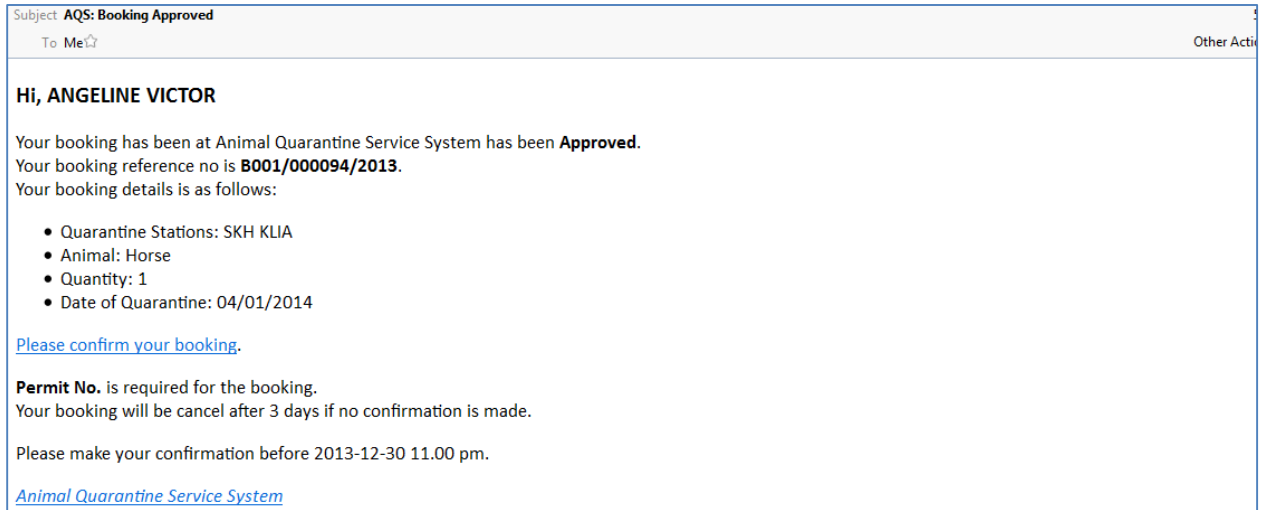 Subject AQS: Booking Approved
To Me
Other Acti
Hi, ANGELINE VICTOR
Your booking has been at Animal Quarantine Service System has been Approved.
Your booking reference no is B001/000094/2013.
Your booking details is as follows:
• Quarantine Stations: SKH KLIA
• Animal: Horse
• Quantity: 1
• Date of Quarantine: 04/01/2014
Please confirm your booking.
Permit No. is required for the booking.
Your booking will be cancel after 3 days if no confirmation is made.
Please make your confirmation before 2013-12-30 11.00 pm.
Animal Quarantine Service System